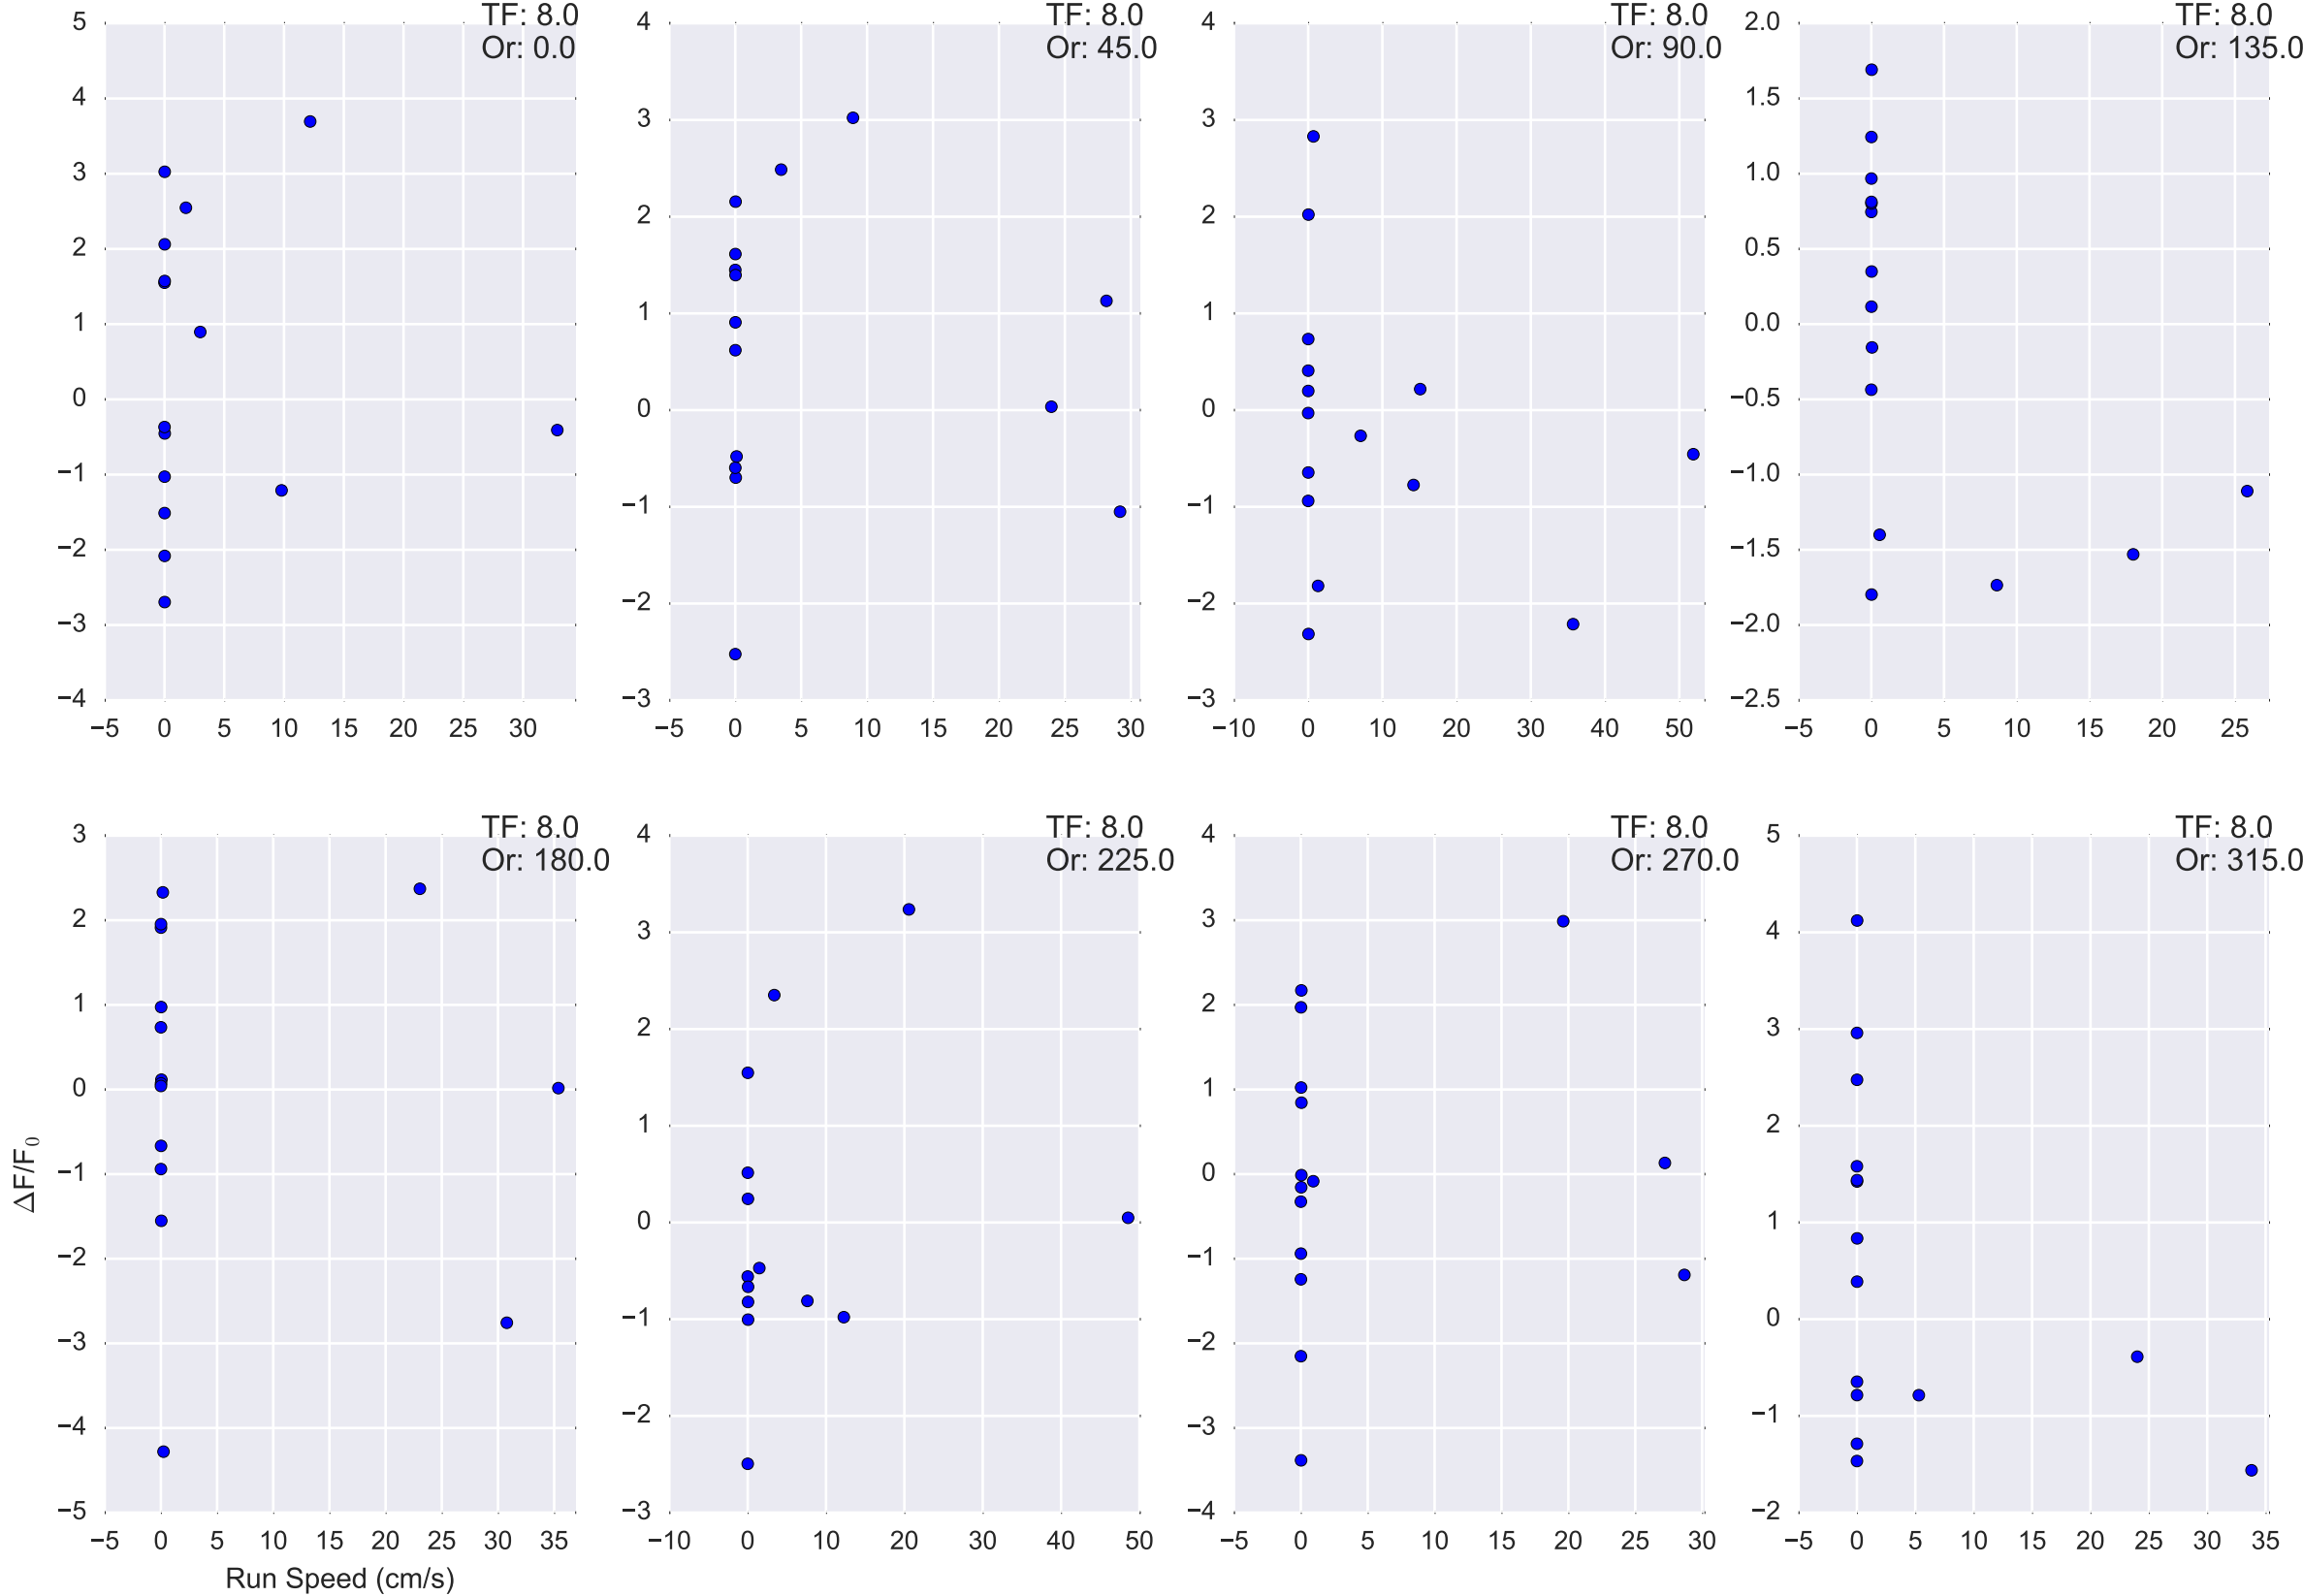 TF: 8.0
Or: 0.0
5
4
3
2
1
0
−1
−2
−3
−4
−5 0 5 10 15 20 25 30
TF: 8.0
Or: 45.0
4
3
2
1
0
−1
−2
−3
−5 0 5 10 15 20 25 30
TF: 8.0
Or: 90.0
4
3
2
1
0
−1
−2
−3
−10 0 10 20 30 40 50
TF: 8.0
Or: 135.0
2.0
1.5
1.0
0.5
0.0
−0.5
−1.0
−1.5
−2.0
−2.5
−5 0 5 10 15 20 25
TF: 8.0
Or: 180.0
3
2
1
0
−1
−2
−3
−4
−5
−5 0 5 10 15 20 25 30 35
ΔF/F₀
Run Speed (cm/s)
TF: 8.0
Or: 225.0
4
3
2
1
0
−1
−2
−3
−10 0 10 20 30 40 50
TF: 8.0
Or: 270.0
4
3
2
1
0
−1
−2
−3
−4
−5 0 5 10 15 20 25 30
TF: 8.0
Or: 315.0
5
4
3
2
1
0
−1
−2
−5 0 5 10 15 20 25 30 35